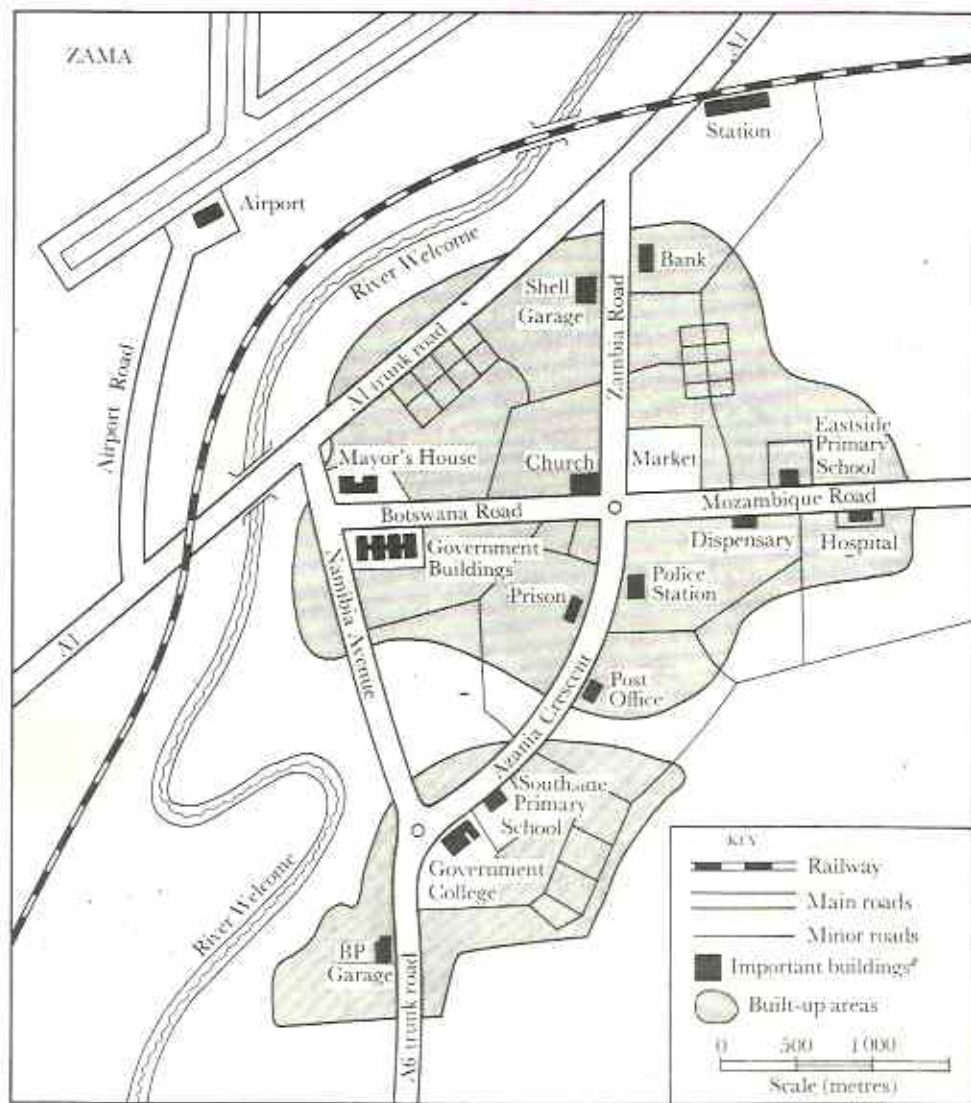 ZAMA
A1
Station
Airport
River Welcome
Bank
Shell
Garage
Zambia Road
A1 trunk road
Airport Road
Eastside
Primary
School
Mayor's House
Church
Market
Mozambique Road
Botswana Road
Dispensary
Hospital
Government
Buildings
Namibia Avenue
Prison
Police
Station
A1
Post
Office
Azania Crescent
Primary
School
Government
College
River Welcome
BP
Garage
A6 trunk road
KEY
Railway
Main roads
Minor roads
Important buildings
Built-up areas
0 500 1000
Scale (metres)